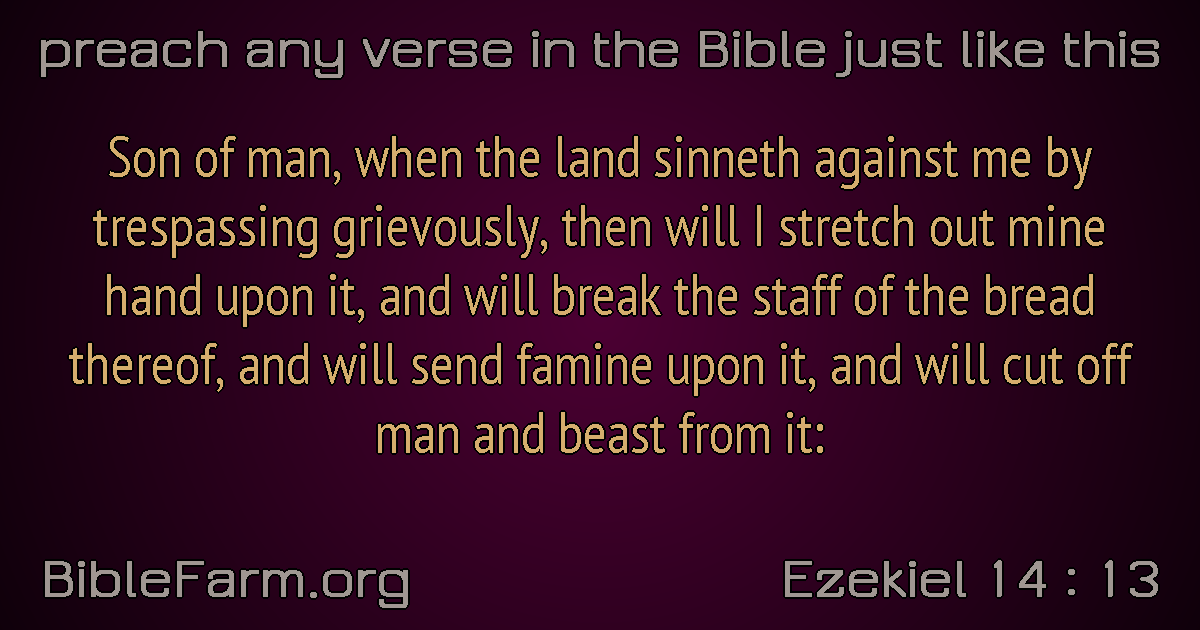 preach any verse in the Bible just like this
Son of man, when the land sinneth against me by
trespassing grievously, then will I stretch out mine
hand upon it, and will break the staff of the bread
thereof, and will send famine upon it, and will cut off
man and beast from it:
BibleFarm.org
Ezekiel 14 : 13